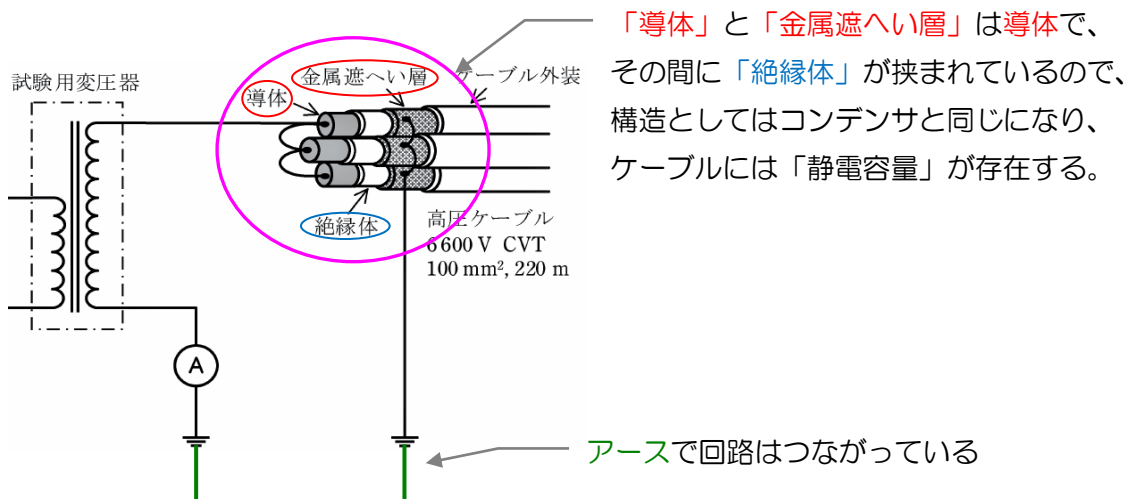 「導体」と「金属遮へい層」は導体で、
その間に「絶縁体」が挟まれているので、
構造としてはコンデンサと同じになり、
ケーブルには「静電容量」が存在する。
試験用変圧器
金属遮へい層
ケーブル外装
導体
絶縁体
高圧ケーブル
6600 V CVT
100 mm², 220 m
A
アースで回路はつながっている